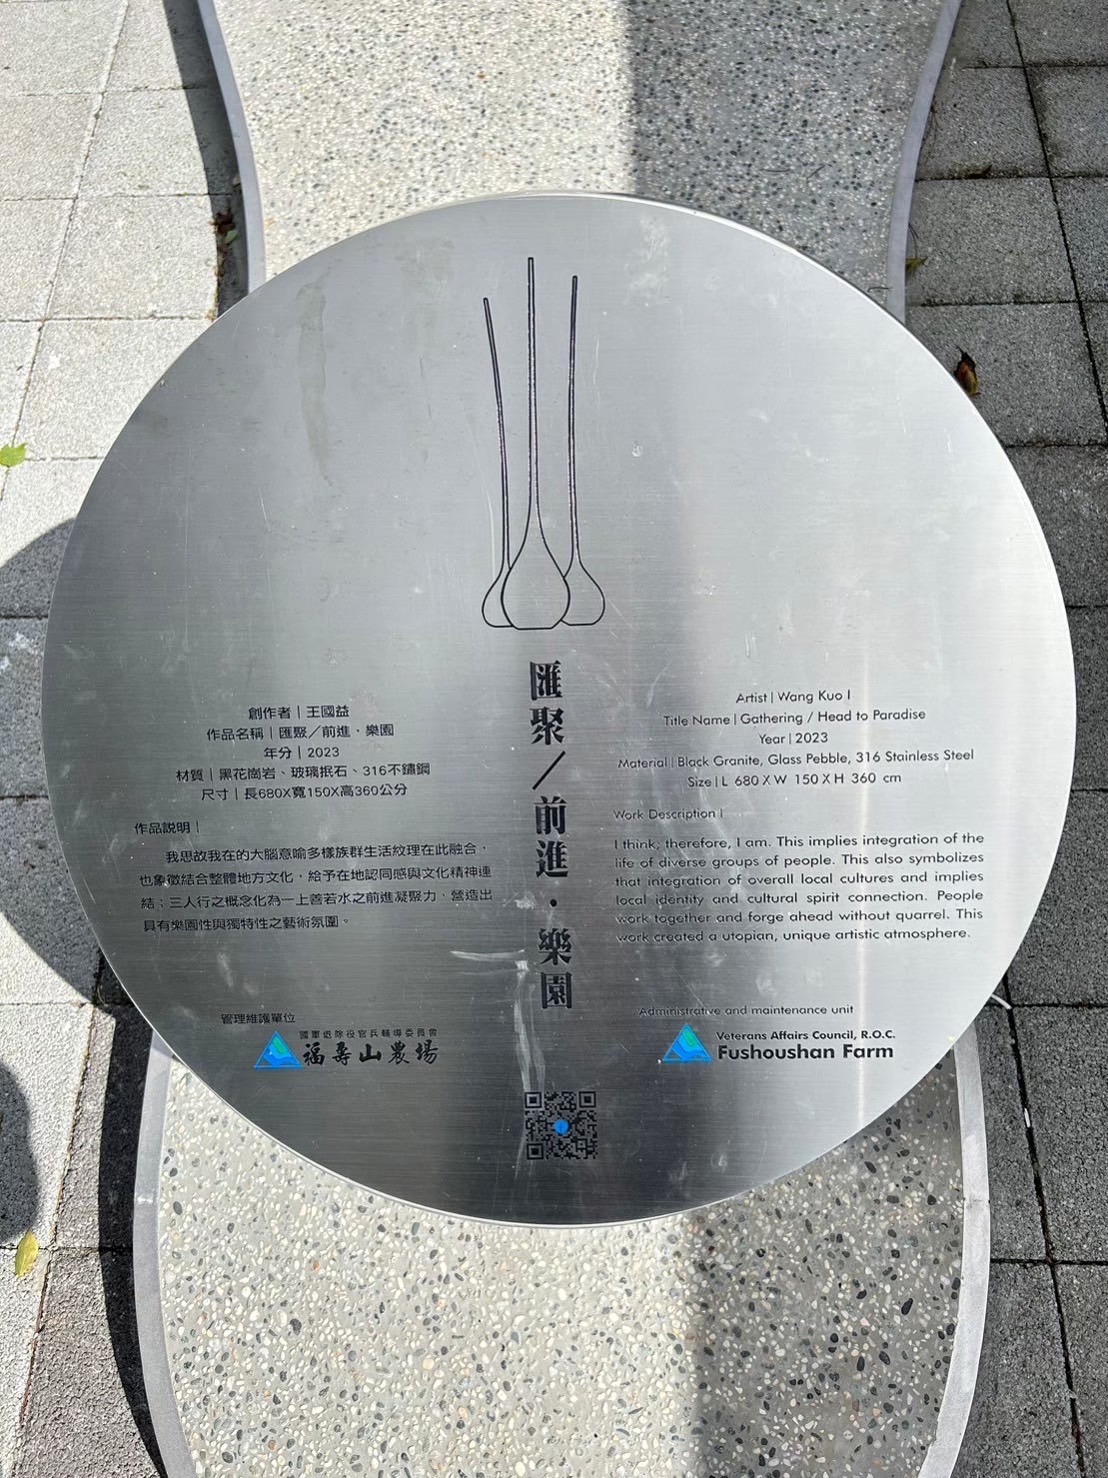 匯聚／前進．樂園
創作者｜王國益
作品名稱｜匯聚／前進．樂園
年分｜2023
材質｜黑花崗岩、玻璃抿石、316不鏽鋼
尺寸｜長680X寬150X高360公分
作品說明｜
我思故我在的大腦意喻多樣族群生活紋理在此融合，
也象徵結合整體地方文化，給予在地認同感與文化精神連
結；三人行之概念化為一上善若水之前進凝聚力，營造出
具有樂園性與獨特性之藝術氛圍。
管理維護單位
國軍退除役官兵輔導委員會
福壽山農場
Artist | Wang Kuo I
Title Name | Gathering / Head to Paradise
Year | 2023
Material | Black Granite, Glass Pebble, 316 Stainless Steel
Size | L 680 X W 150 X H 360 cm
Work Description |
I think; therefore, I am. This implies integration of the
life of diverse groups of people. This also symbolizes
that integration of overall local cultures and implies
local identity and cultural spirit connection. People
work together and forge ahead without quarrel. This
work created a utopian, unique artistic atmosphere.
Administrative and maintenance unit
Veterans Affairs Council, R.O.C.
Fushoushan Farm